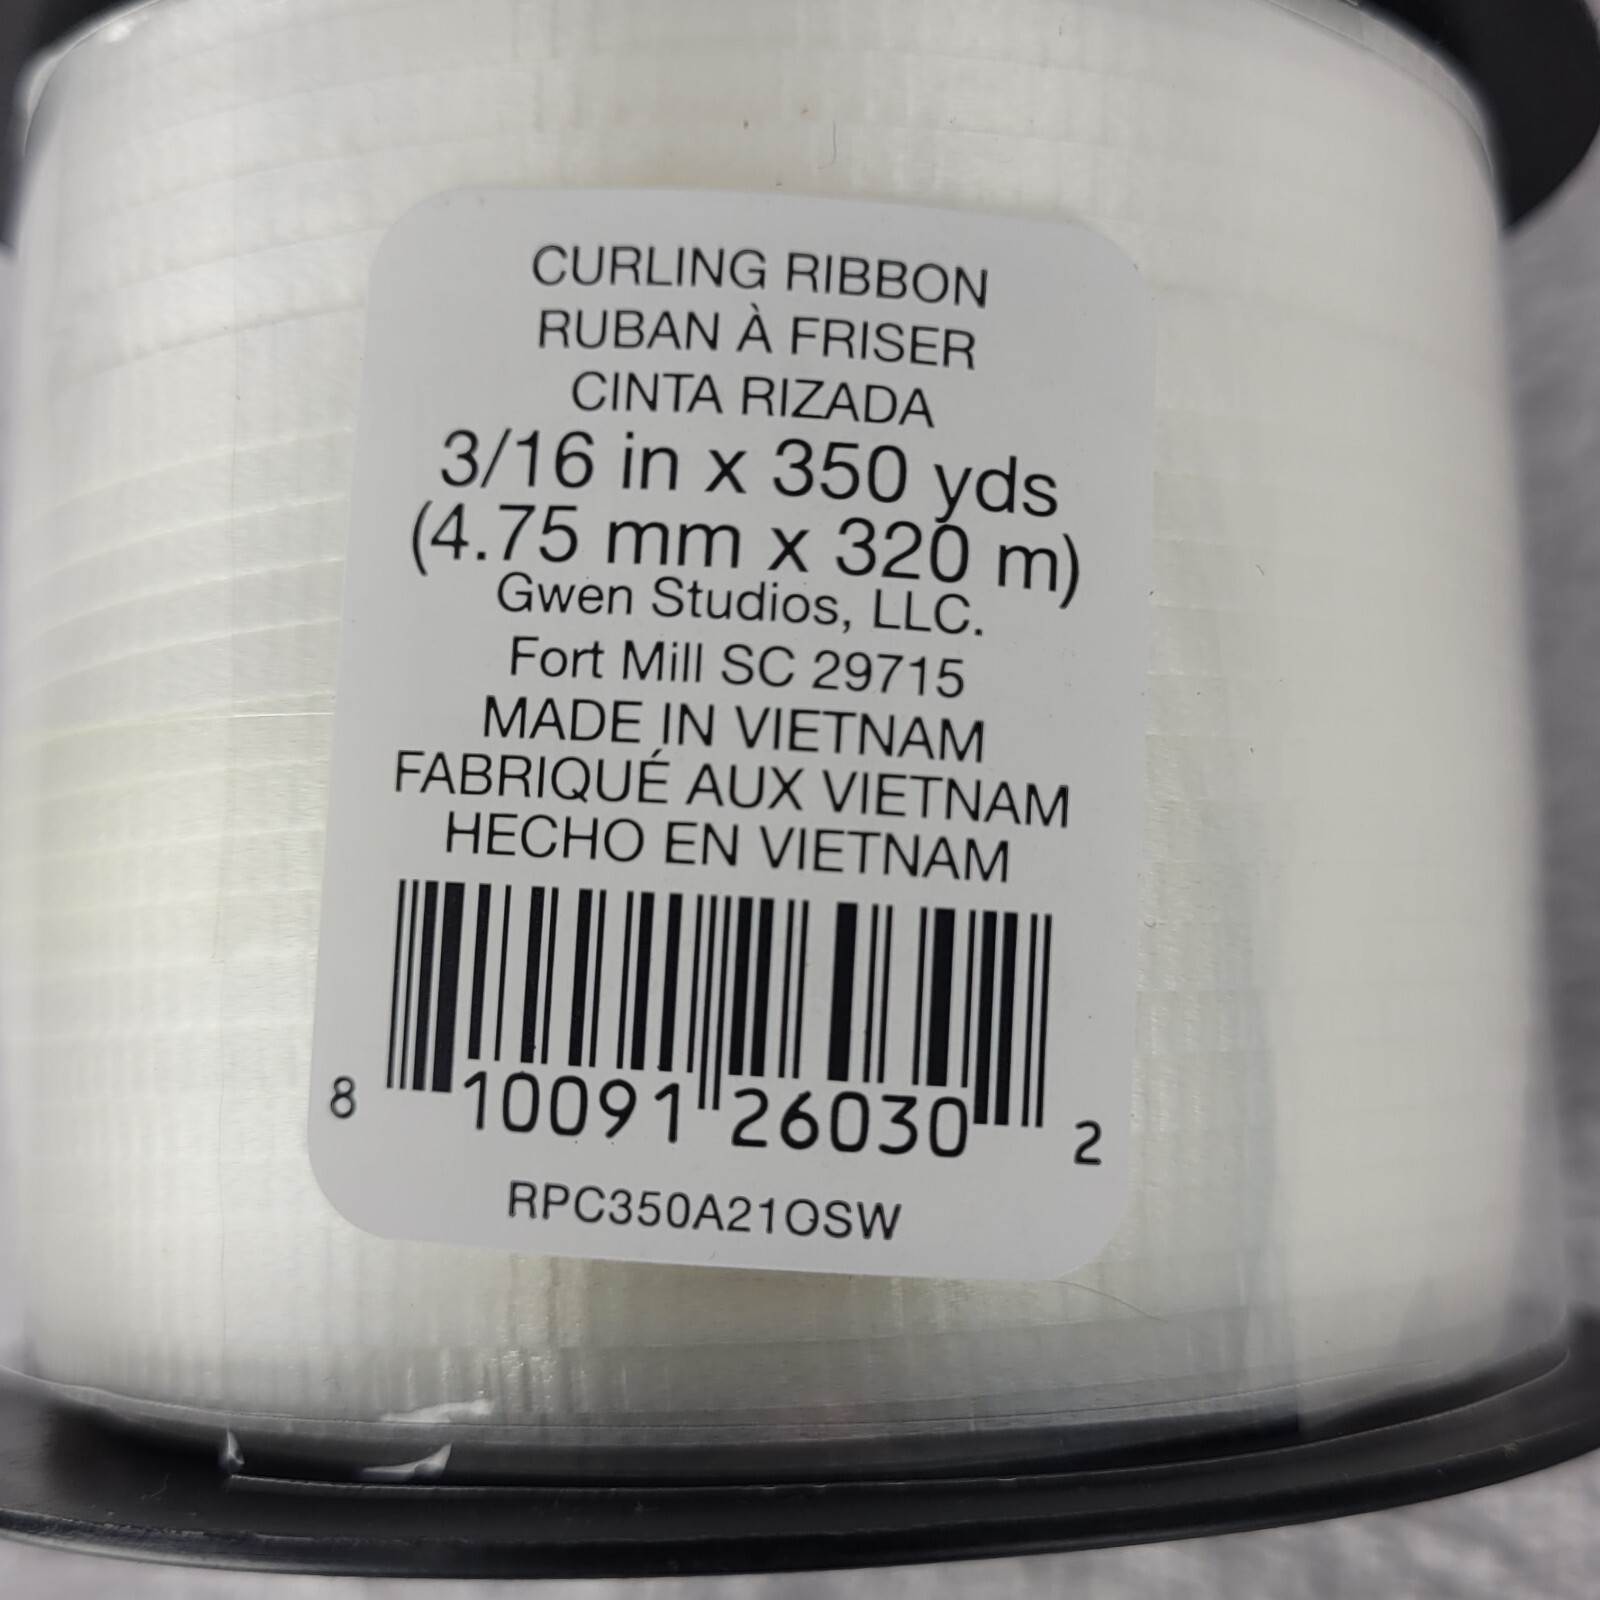 CURLING RIBBON
RUBAN À FRISER
CINTA RIZADA
3/16 in x 350 yds
(4.75 mm x 320 m)
Gwen Studios, LLC.
Fort Mill SC 29715
MADE IN VIETNAM
FABRIQUÉ AUX VIETNAM
HECHO EN VIETNAM
8 10091 26030 2
RPC350A21OSW